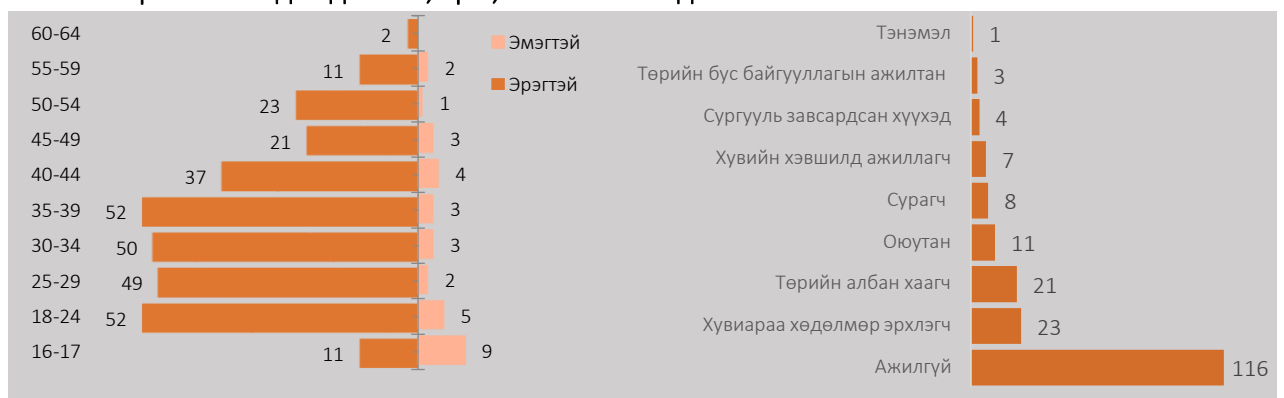 60-64 2
Эмэгтэй
55-59 11 2
Эрэгтэй
50-54 23 1
45-49 21 3
40-44 37 4
35-39 52 3
30-34 50 3
25-29 49 2
18-24 52 5
16-17 11 9
Тэнэмэл 1
Төрийн бус байгууллагын ажилтан 3
Сургууль завсардсан хүүхэд 4
Хувийн хэвшилд ажиллагч 7
Сурагч 8
Оюутан 11
Төрийн албан хаагч 21
Хувиараа хөдөлмөр эрхлэгч 23
Ажилгүй 116